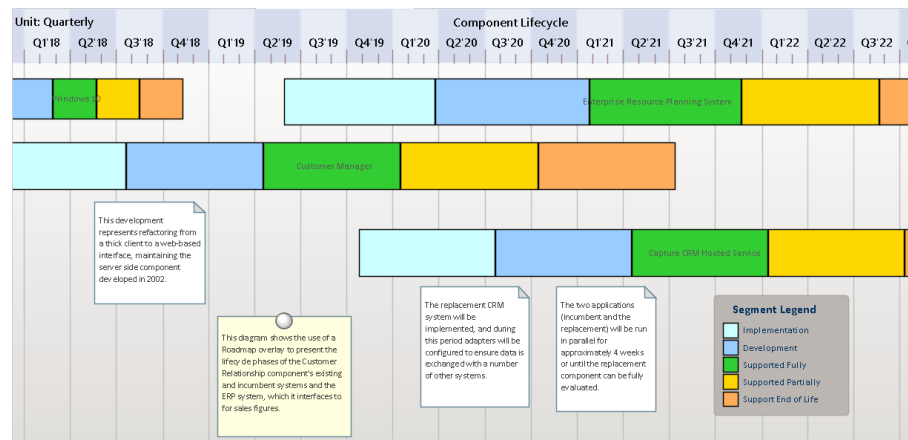 Unit: Quarterly
Component Lifecycle
Q1'18 Q2'18 Q3'18 Q4'18 Q1'19 Q2'19 Q3'19 Q4'19 Q1'20 Q2'20 Q3'20 Q4'20 Q1'21 Q2'21 Q3'21 Q4'21 Q1'22 Q2'22 Q3'22
Windows 10
Enterprise Resource Planning System
Customer Manager
Capture CRM Hosted Service
This development
represents refactoring from
a thick client to a web-based
interface, maintaining the
server side component
developed in 2002.
This diagram shows the use of a
Roadmap overlay to present the
lifecycle phases of the Customer
Relationship component's existing
and incumbent systems and the
ERP system, which it interfaces to
for sales figures.
The replacement CRM
system will be
implemented, and during
this period adapters will be
configured to ensure data is
exchanged with a number
of other systems.
The two applications
(incumbent and the
replacement) will be run
in parallel for
approximately 4 weeks
or until the replacement
component can be fully
evaluated.
Segment Legend
Implementation
Development
Supported Fully
Supported Partially
Support End of Life